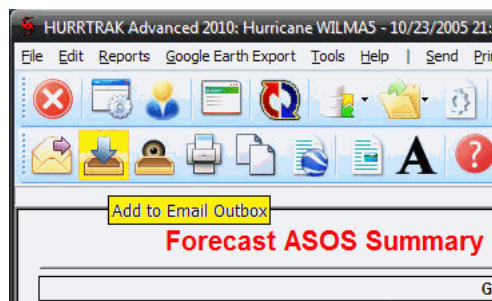 HURRTRAK Advanced 2010: Hurricane WILMA5 - 10/23/2005 21:
File Edit Reports Google Earth Export Tools Help | Send Prin
A ?
Add to Email Outbox
Forecast ASOS Summary
G